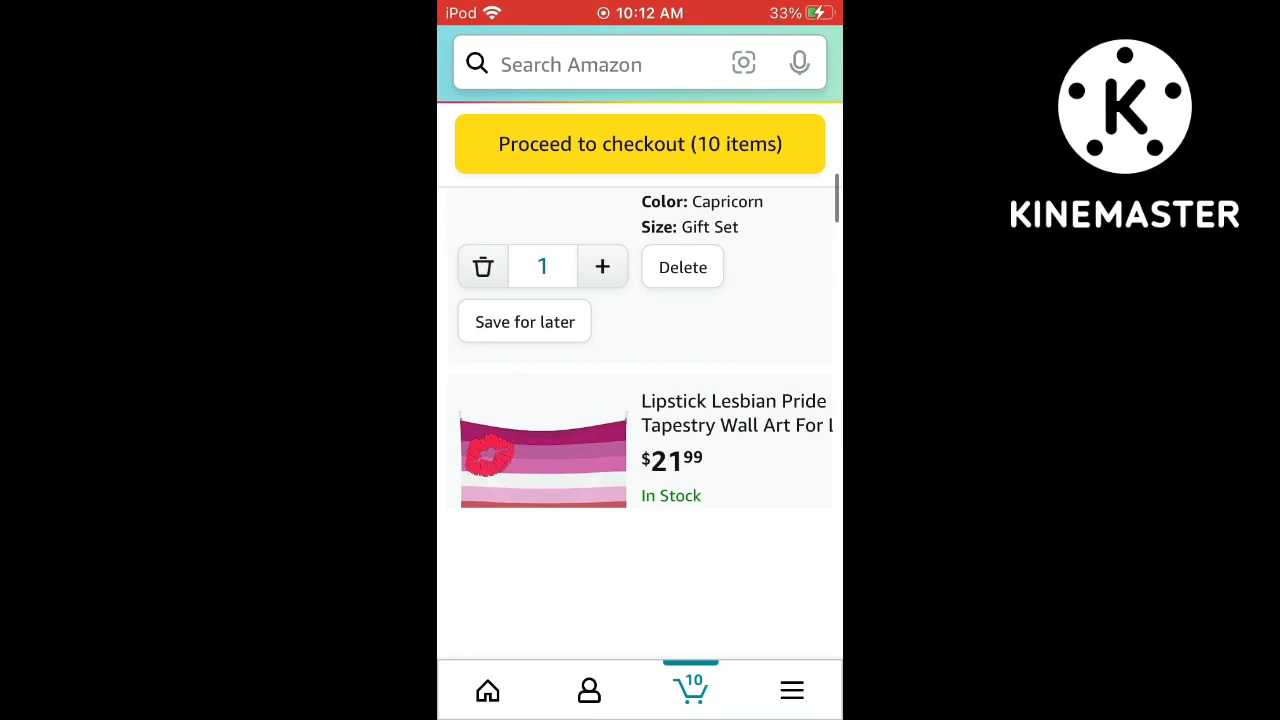 iPod 10:12 AM 33%
Search Amazon
Proceed to checkout (10 items)
Color: Capricorn
Size: Gift Set
1 + Delete
Save for later
Lipstick Lesbian Pride
Tapestry Wall Art For L
$21.99
In Stock
10
K
KINEMASTER